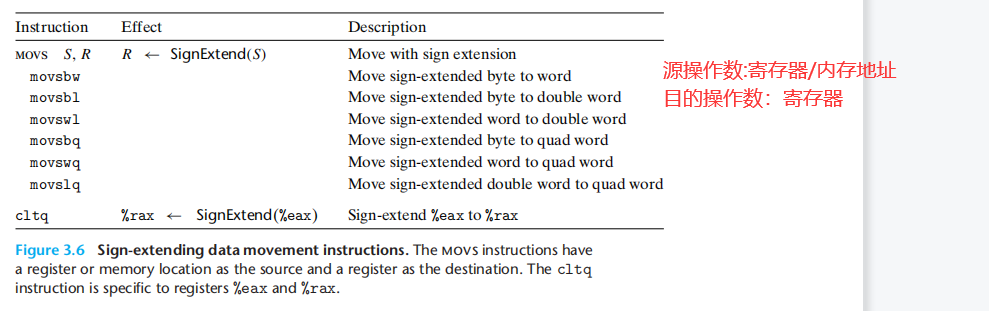 Instruction Effect Description
MOVS S, R R ← SignExtend(S) Move with sign extension
movsbw Move sign-extended byte to word
movsbl Move sign-extended byte to double word
movswl Move sign-extended word to double word
movsbq Move sign-extended byte to quad word
movswq Move sign-extended word to quad word
movslq Move sign-extended double word to quad word
cltq %rax ← SignExtend(%eax) Sign-extend %eax to %rax
源操作数:寄存器/内存地址
目的操作数：寄存器
Figure 3.6 Sign-extending data movement instructions. The MOVS instructions have
a register or memory location as the source and a register as the destination. The cltq
instruction is specific to registers %eax and %rax.